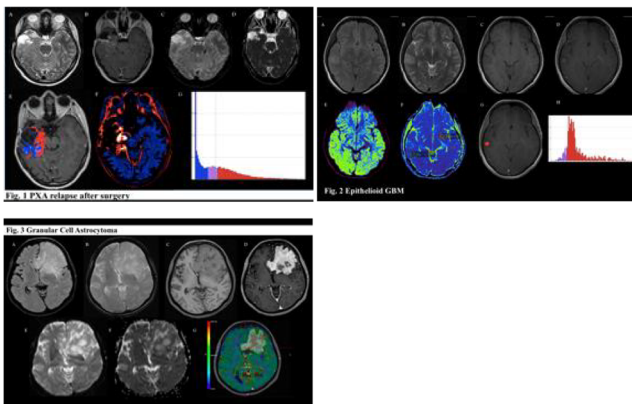 A B C D
E F G
Fig. 1 PXA relapse after surgery
A B C D
E F G H
Fig. 2 Epithelioid GBM
Fig. 3 Granular Cell Astrocytoma
A B C D
E F G